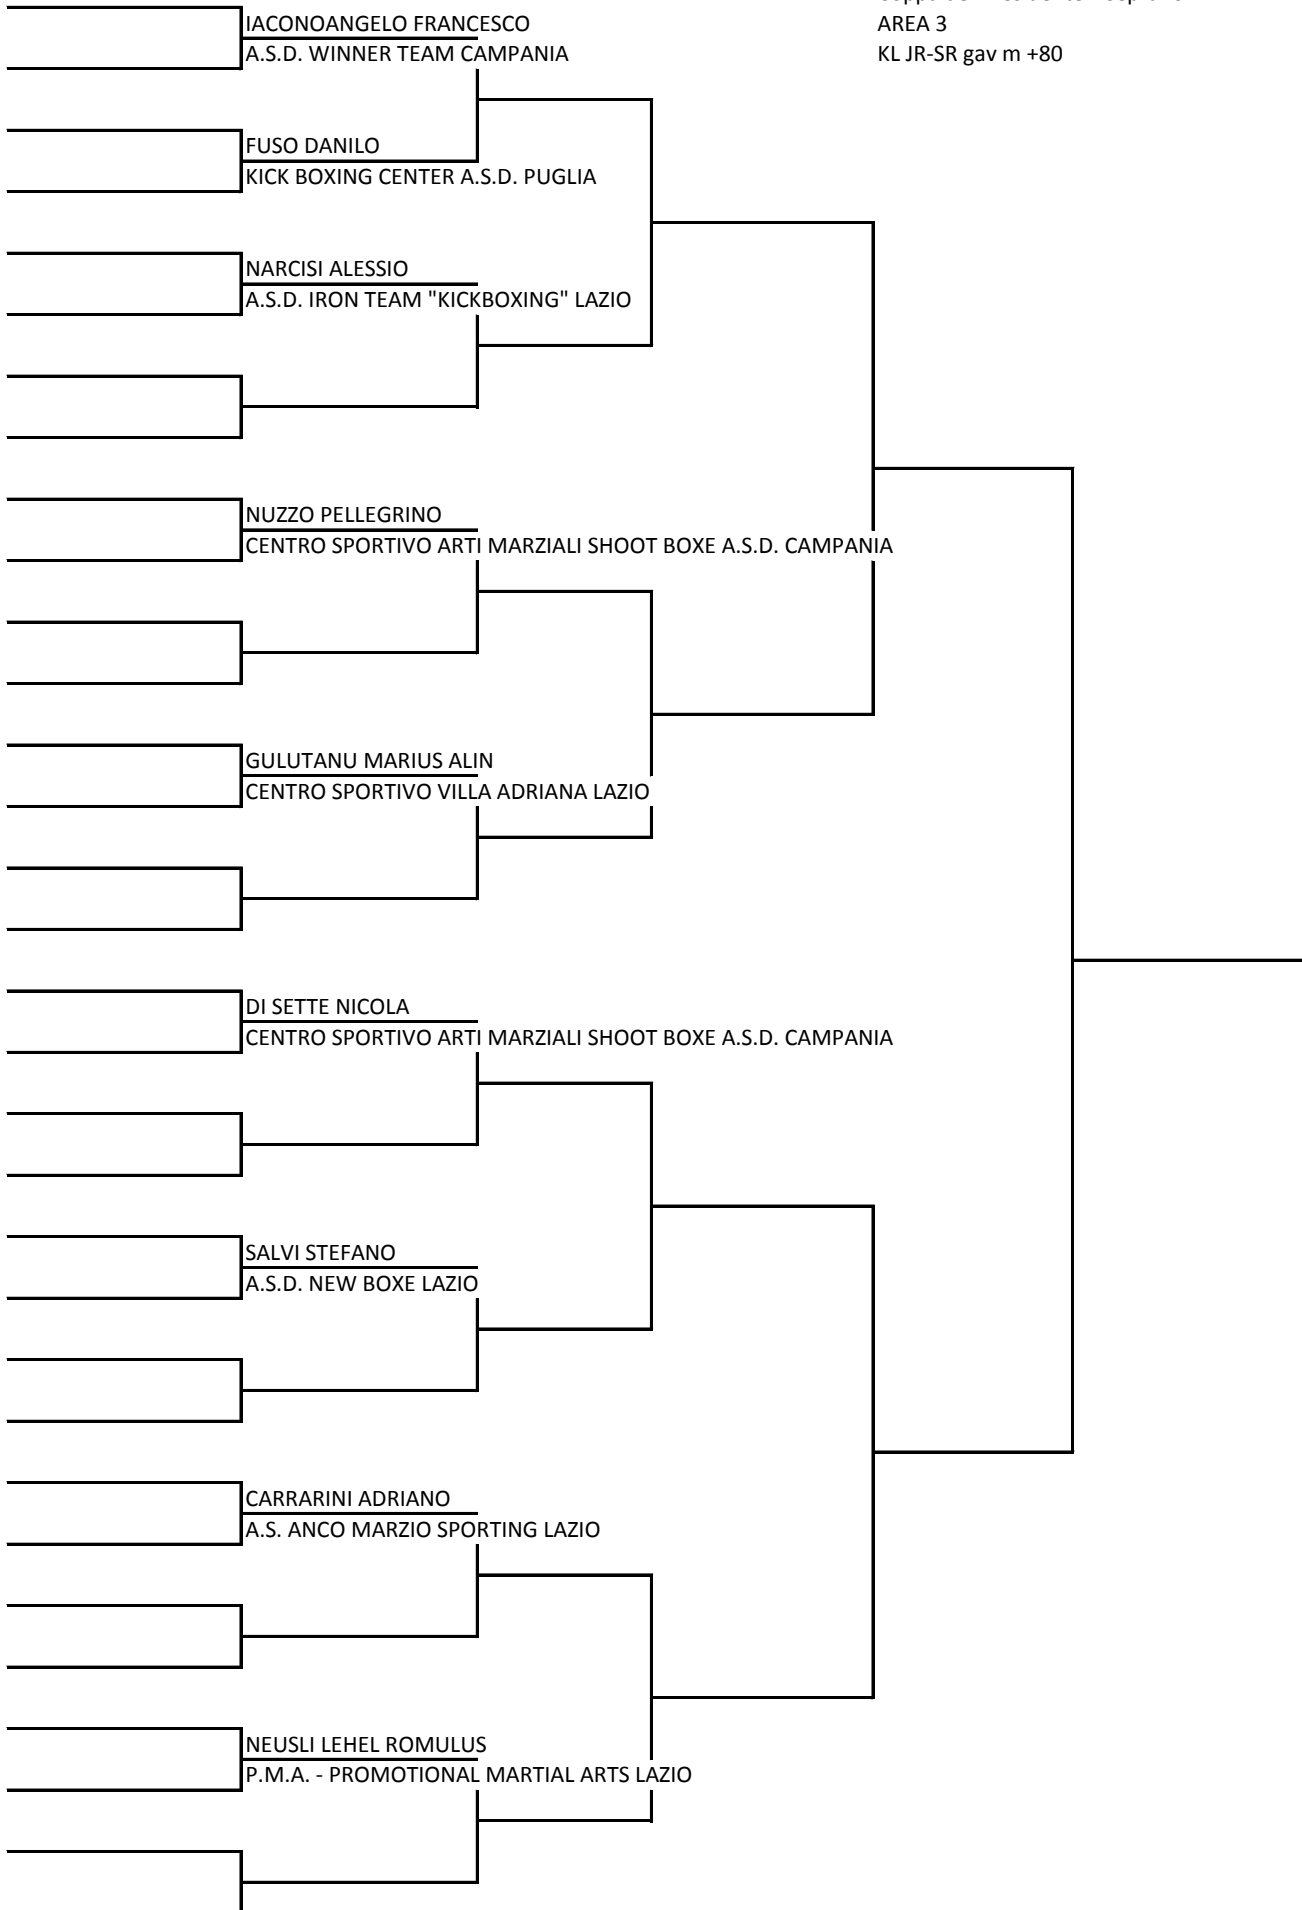 IACONOANGELO FRANCESCO
A.S.D. WINNER TEAM CAMPANIA
AREA 3
KL JR-SR gav m +80
FUSO DANILO
KICK BOXING CENTER A.S.D. PUGLIA
NARCISI ALESSIO
A.S.D. IRON TEAM "KICKBOXING" LAZIO
NUZZO PELLEGRINO
CENTRO SPORTIVO ARTI MARZIALI SHOOT BOXE A.S.D. CAMPANIA
GULUTANU MARIUS ALIN
CENTRO SPORTIVO VILLA ADRIANA LAZIO
DI SETTE NICOLA
CENTRO SPORTIVO ARTI MARZIALI SHOOT BOXE A.S.D. CAMPANIA
SALVI STEFANO
A.S.D. NEW BOXE LAZIO
CARRARINI ADRIANO
A.S. ANCO MARZIO SPORTING LAZIO
NEUSLI LEHEL ROMULUS
P.M.A. - PROMOTIONAL MARTIAL ARTS LAZIO